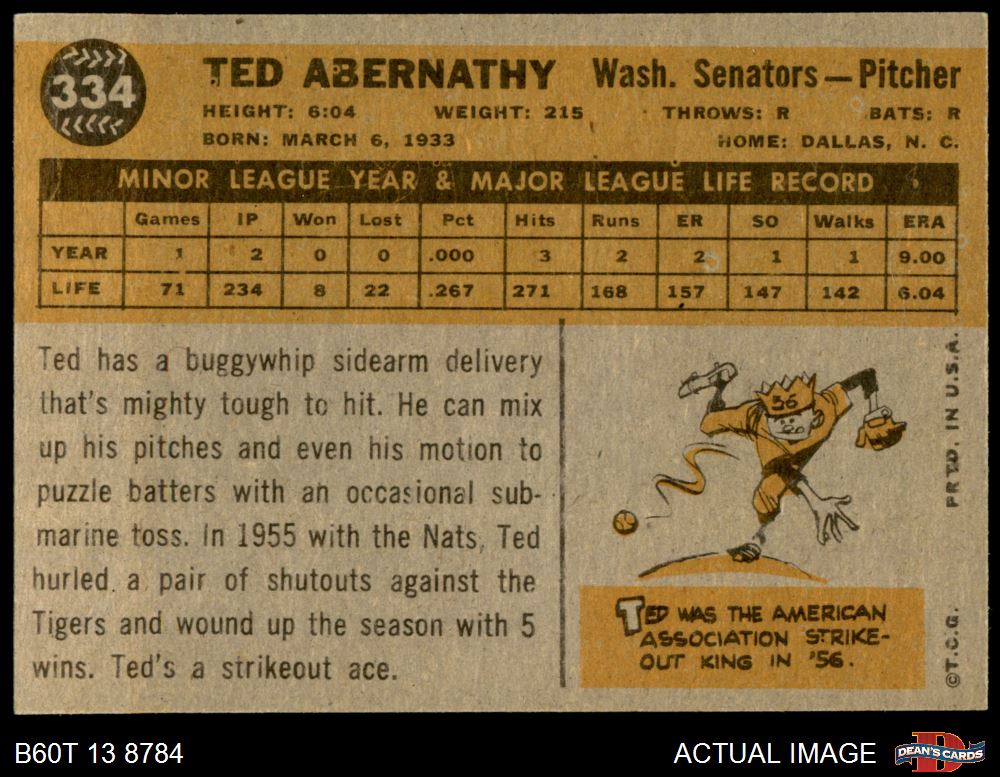 334
TED ABERNATHY Wash. Senators — Pitcher
HEIGHT: 6:04 WEIGHT: 215 THROWS: R BATS: R
BORN: MARCH 6, 1933 HOME: DALLAS, N. C.
MINOR LEAGUE YEAR & MAJOR LEAGUE LIFE RECORD
Games IP Won Lost Pct Hits Runs ER SO Walks ERA
YEAR 1 2 0 0 .000 3 2 2 1 1 9.00
LIFE 71 234 8 22 .267 271 168 157 147 142 6.04
Ted has a buggywhip sidearm delivery
that's mighty tough to hit. He can mix
up his pitches and even his motion to
puzzle batters with an occasional sub-
marine toss. In 1955 with the Nats, Ted
hurled a pair of shutouts against the
Tigers and wound up the season with 5
wins. Ted's a strikeout ace.
56
TED WAS THE AMERICAN
ASSOCIATION STRIKE-
OUT KING IN '56.
©T.C.G. PRTD. IN U.S.A.
B60T 13 8784 ACTUAL IMAGE
D
DEAN'S CARDS